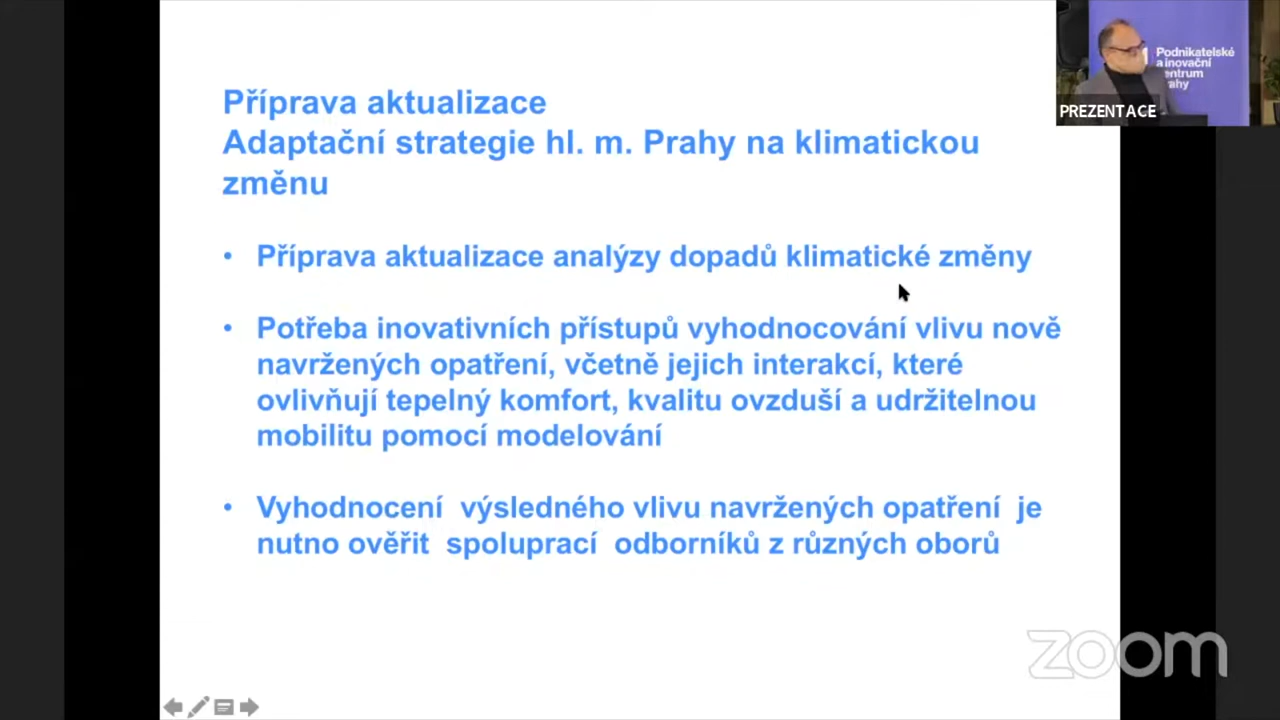 Příprava aktualizace
Adaptační strategie hl. m. Prahy na klimatickou
změnu
• Příprava aktualizace analýzy dopadů klimatické změny
• Potřeba inovativních přístupů vyhodnocování vlivu nově
navržených opatření, včetně jejich interakcí, které
ovlivňují tepelný komfort, kvalitu ovzduší a udržitelnou
mobilitu pomocí modelování
• Vyhodnocení výsledného vlivu navržených opatření je
nutno ověřit spoluprací odborníků z různých oborů
Podnikatelské
a inovační
entrum
rahy
PREZENTACE
zoom